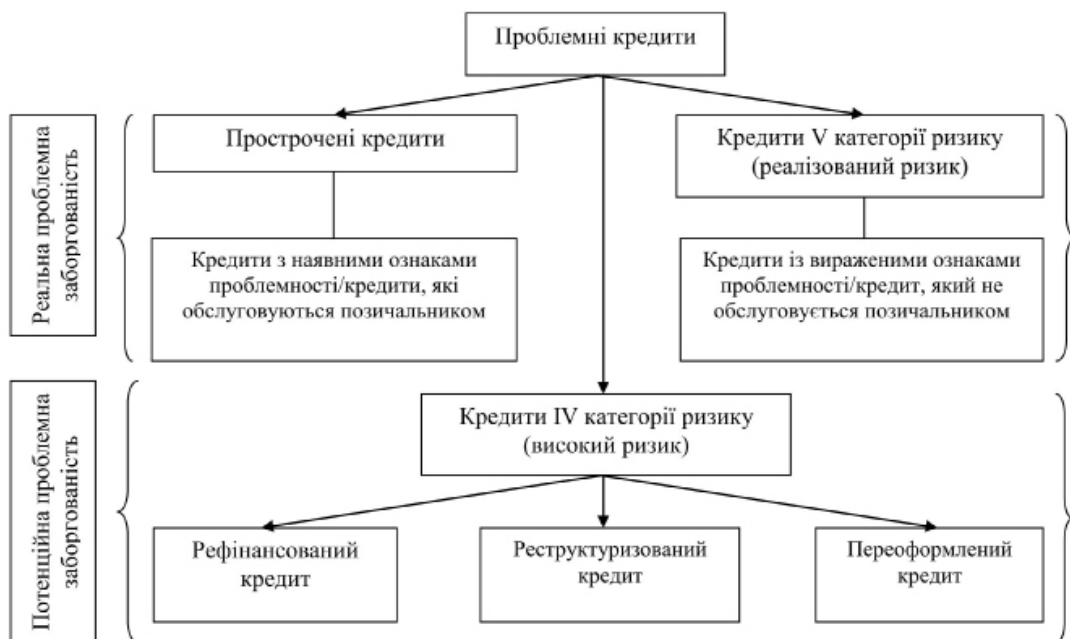 Проблемні кредити
Реальна проблемна
заборгованість
Прострочені кредити
Кредити V категорії ризику
(реалізований ризик)
Кредити з наявними ознаками
проблемності/кредити, які
обслуговуються позичальником
Кредити із вираженими ознаками
проблемності/кредит, який не
обслуговується позичальником
Потенційна проблемна
заборгованість
Кредити IV категорії ризику
(високий ризик)
Рефінансований
кредит
Реструктуризований
кредит
Переоформлений
кредит